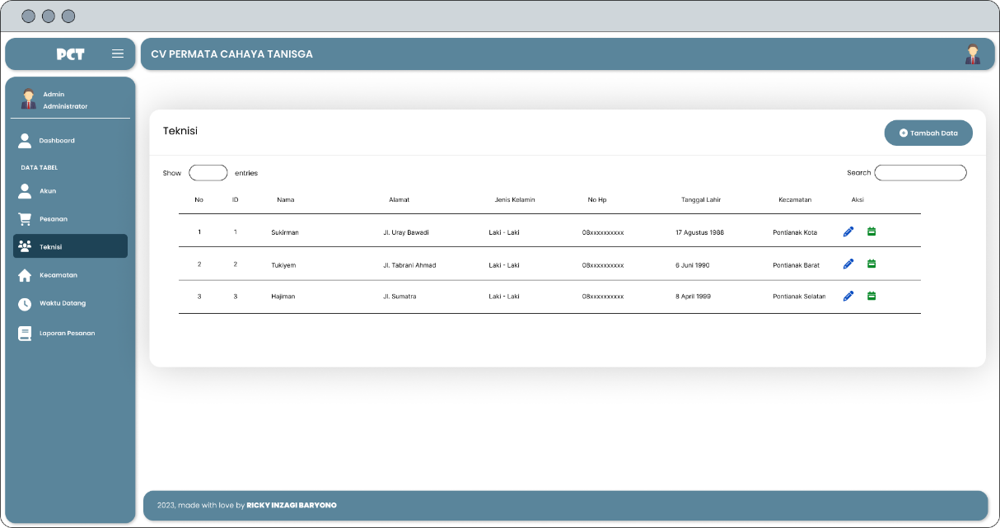 PCT
CV PERMATA CAHAYA TANISGA
Admin
Administrator
Dashboard
DATA TABEL
Akun
Pesanan
Teknisi
Kecamatan
Waktu Datang
Laporan Pesanan
Teknisi
Tambah Data
Show entries
Search
No ID Nama Alamat Jenis Kelamin No Hp Tanggal Lahir Kecamatan Aksi
1 1 Sukirman Jl. Uray Bawadi Laki - Laki 08xxxxxxxxxx 17 Agustus 1988 Pontianak Kota
2 2 Tukiyem Jl. Tabrani Ahmad Laki - Laki 08xxxxxxxxxx 6 Juni 1990 Pontianak Barat
3 3 Hajiman Jl. Sumatra Laki - Laki 08xxxxxxxxxx 8 April 1999 Pontianak Selatan
2023, made with love by RICKY INZAGI BARYONO